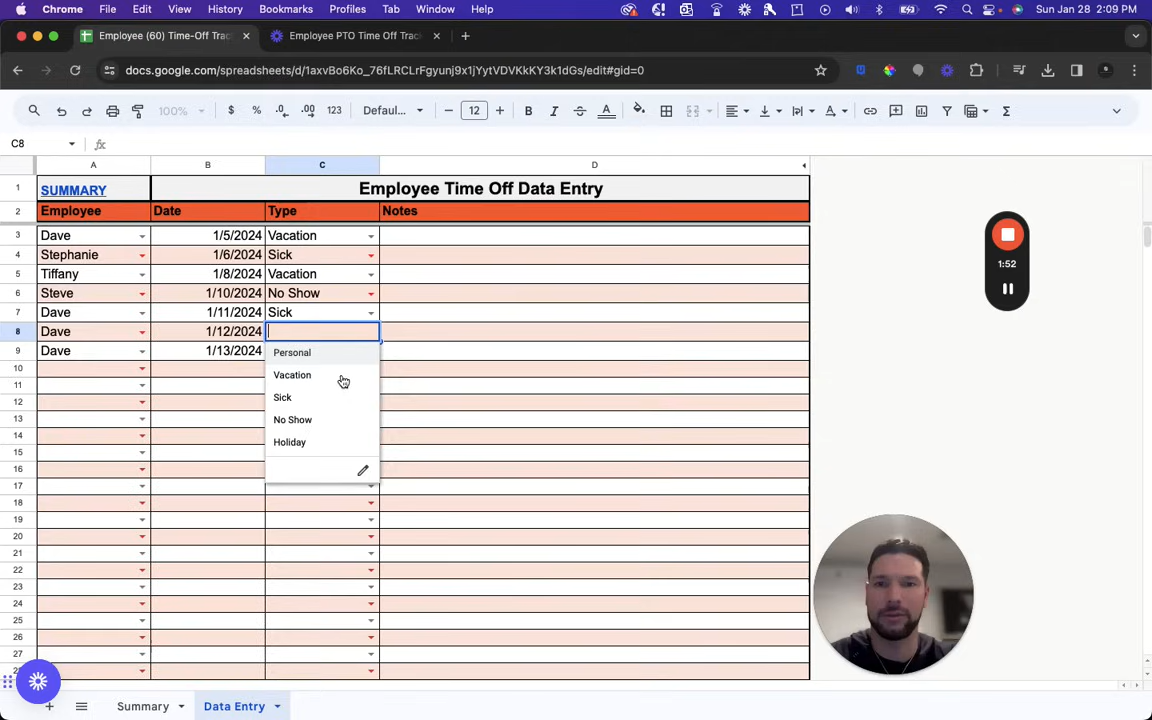 Chrome File Edit View History Bookmarks Profiles Tab Window Help Sun Jan 28 2:09 PM
Employee (60) Time-Off Trac Employee PTO Time Off Track
docs.google.com/spreadsheets/d/1axvBo6Ko_76fLRCLrFgyunj9x1jYytVDVKkKY3k1dGs/edit#gid=0
100% $ % .0 .00 123 Defaul... 12 B I A
C8 fx
A B C D
1 SUMMARY Employee Time Off Data Entry
2 Employee Date Type Notes
3 Dave 1/5/2024 Vacation
4 Stephanie 1/6/2024 Sick
5 Tiffany 1/8/2024 Vacation
6 Steve 1/10/2024 No Show
7 Dave 1/11/2024 Sick
8 Dave 1/12/2024
9 Dave 1/13/2024
Personal
10
Vacation
11
Sick
12
No Show
13
Holiday
14
15
16
17
18
19
20
21
22
23
24
25
26
27
1:52
Summary Data Entry